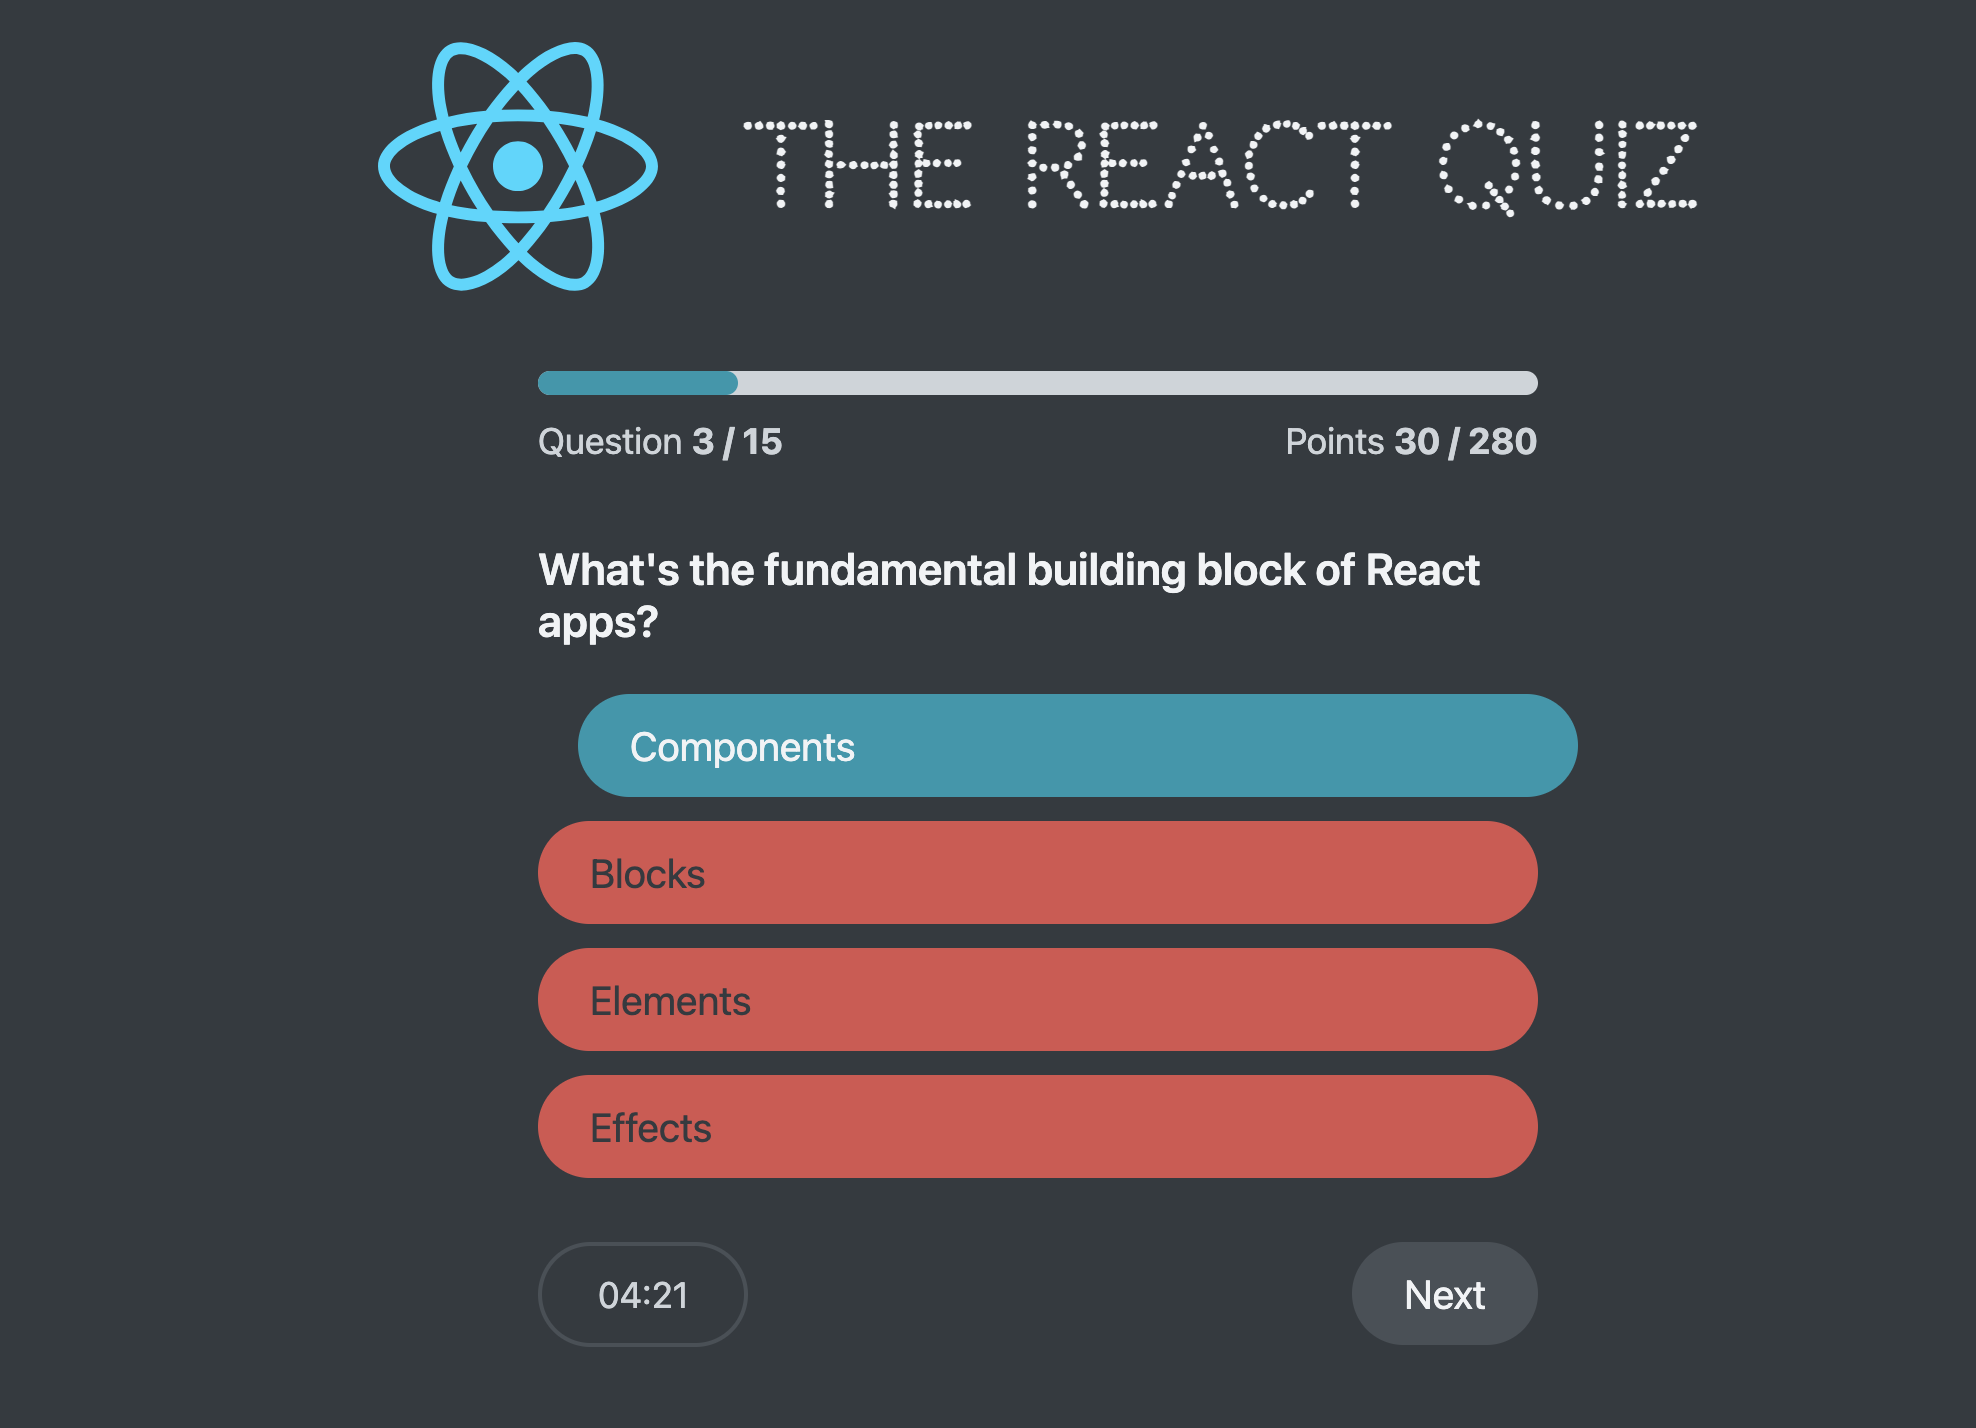 THE REACT QUIZ
Question 3 / 15
Points 30 / 280
What's the fundamental building block of React
apps?
Components
Blocks
Elements
Effects
04:21
Next